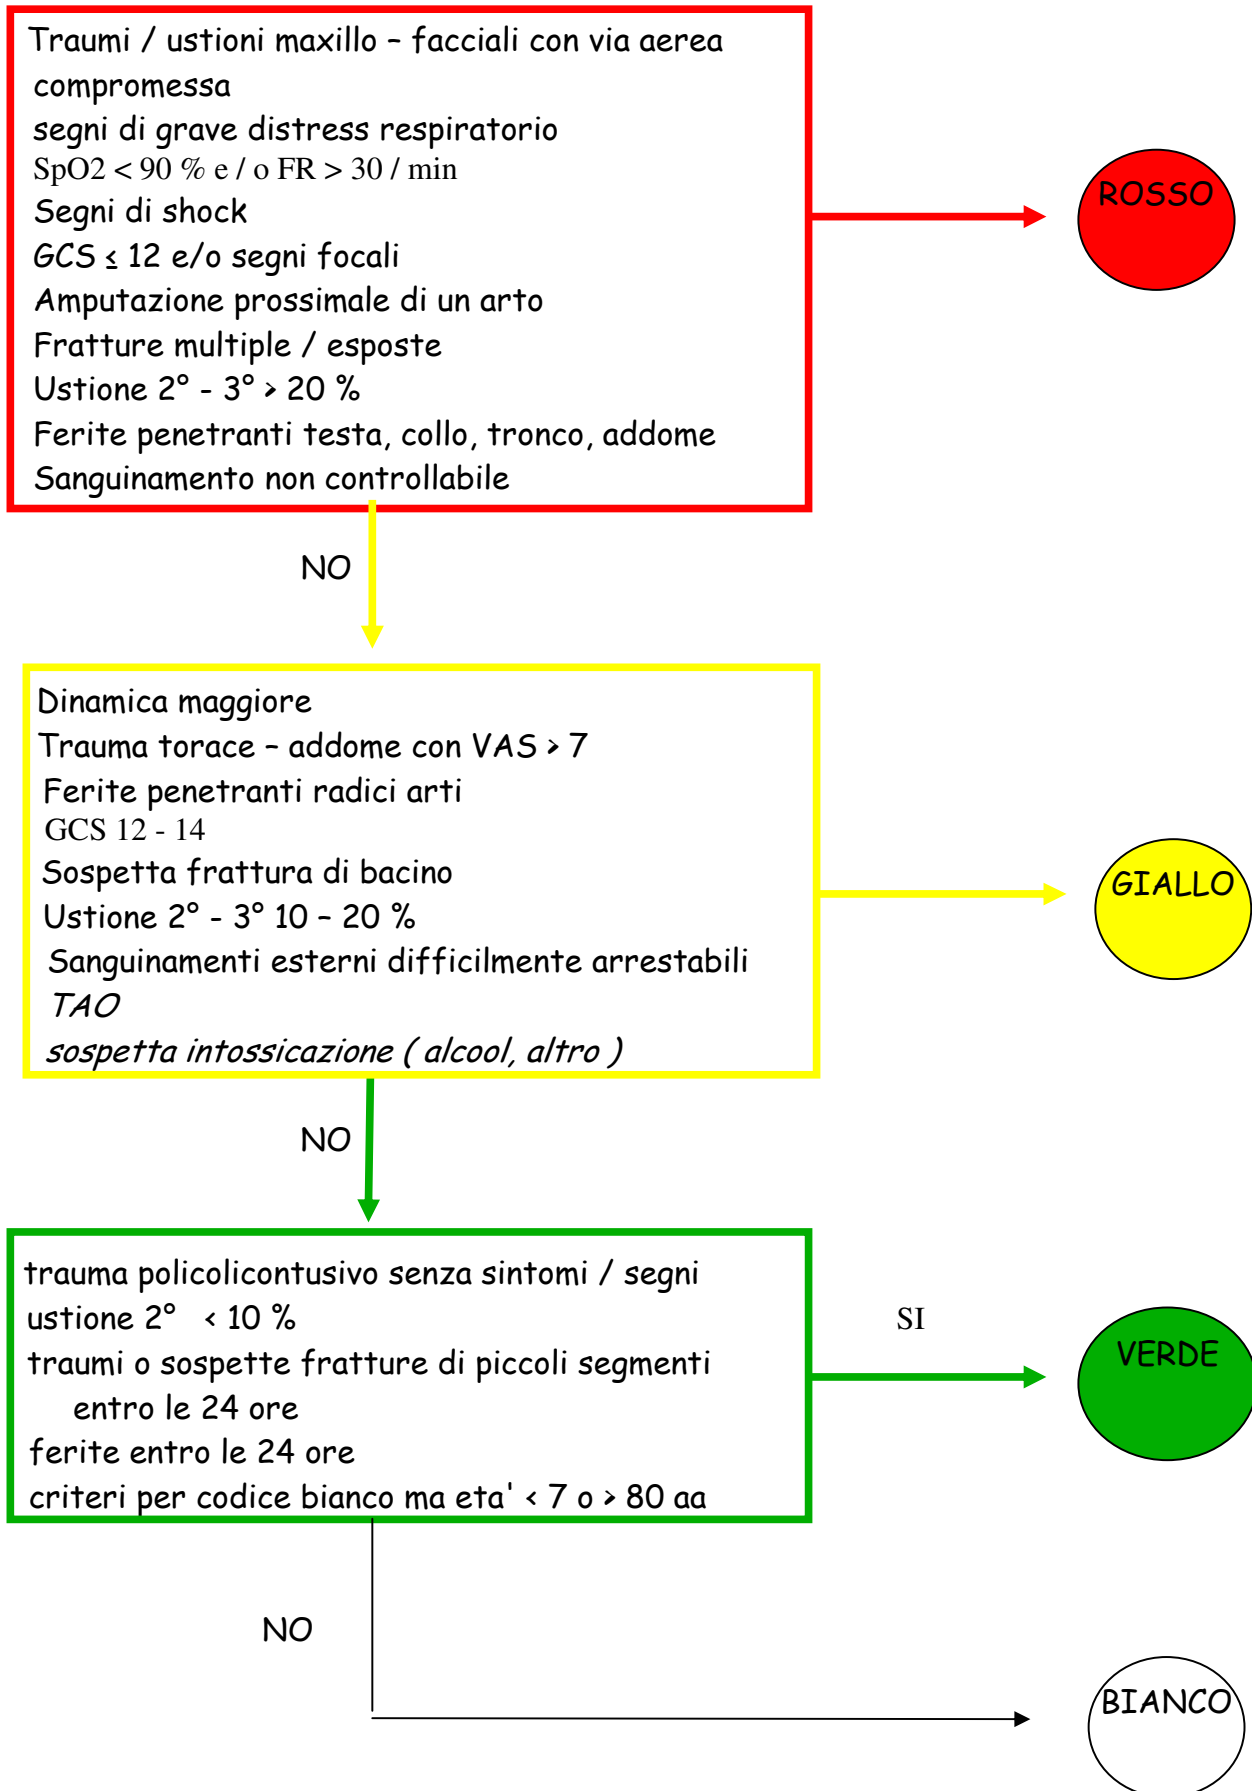 Traumi / ustioni maxillo – facciali con via aerea
compromessa
segni di grave distress respiratorio
SpO2 < 90 % e / o FR > 30 / min
Segni di shock
GCS ≤ 12 e/o segni focali
Amputazione prossimale di un arto
Fratture multiple / esposte
Ustione 2° - 3° > 20 %
Ferite penetranti testa, collo, tronco, addome
Sanguinamento non controllabile
ROSSO
NO
Dinamica maggiore
Trauma torace – addome con VAS > 7
Ferite penetranti radici arti
GCS 12 - 14
Sospetta frattura di bacino
Ustione 2° - 3° 10 – 20 %
Sanguinamenti esterni difficilmente arrestabili
TAO
sospetta intossicazione ( alcool, altro )
GIALLO
NO
trauma policolicontusivo senza sintomi / segni
ustione 2° < 10 %
traumi o sospette fratture di piccoli segmenti
entro le 24 ore
ferite entro le 24 ore
criteri per codice bianco ma eta' < 7 o > 80 aa
SI
VERDE
NO
BIANCO